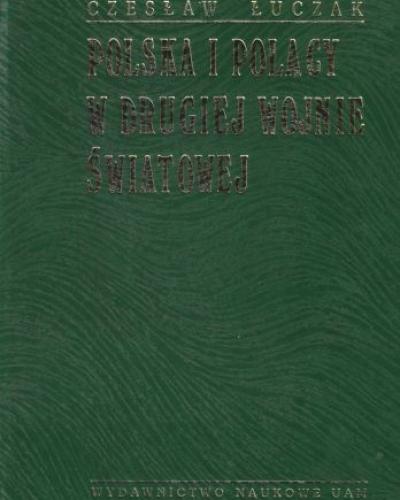 CZESŁAW ŁUCZAK
POLSKA I POLACY
W DRUGIEJ WOJNIE
ŚWIATOWEJ
WYDAWNICTWO NAUKOWE UAM